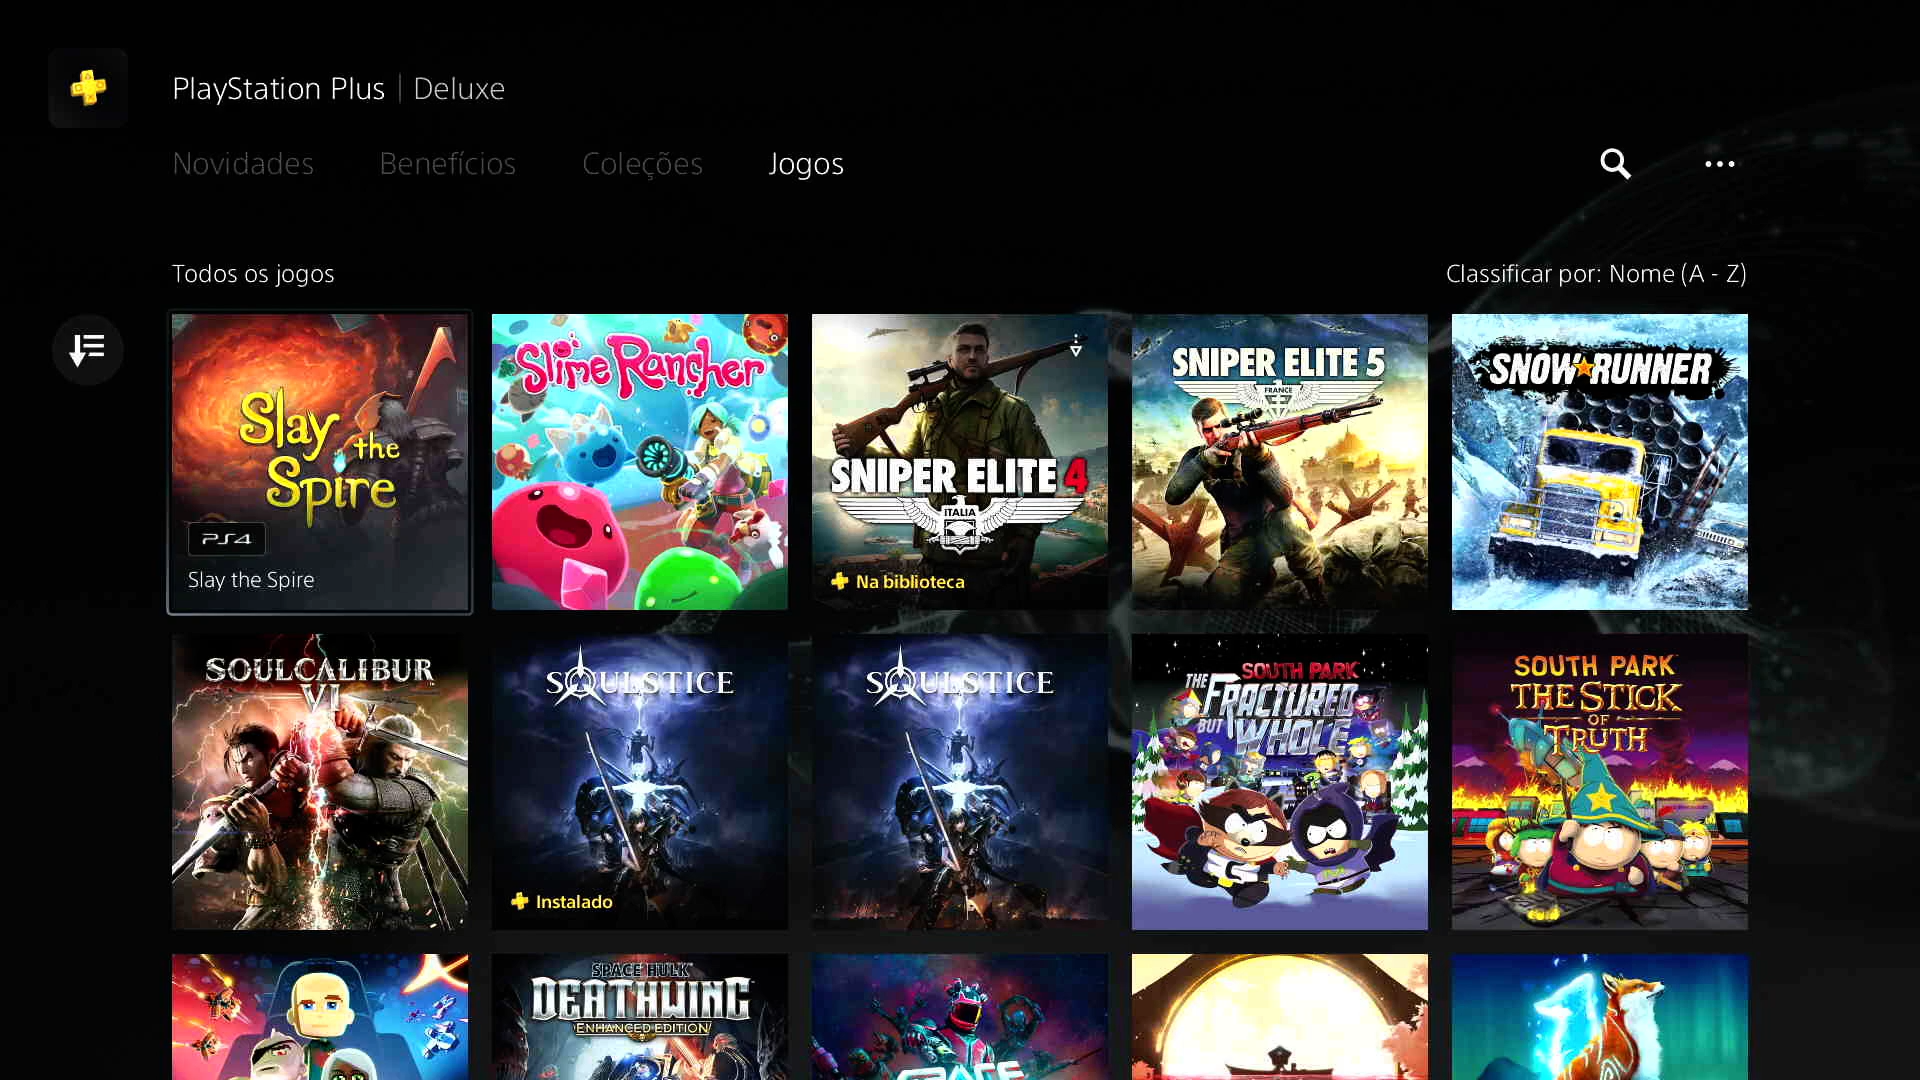 PlayStation Plus | Deluxe
Novidades Benefícios Coleções Jogos
Todos os jogos
Classificar por: Nome (A - Z)
Slay the Spire
PS4
Slay the Spire
Slime Rancher
SNIPER ELITE 4
ITALIA
Na biblioteca
SNIPER ELITE 5
FRANCE
SNOWRUNNER
SOULCALIBUR
VI
SOULSTICE
Instalado
SOULSTICE
SOUTH PARK
THE FRACTURED
BUT WHOLE
SOUTH PARK
THE STICK
OF
TRUTH
SPACE HULK
DEATHWING
ENHANCED EDITION